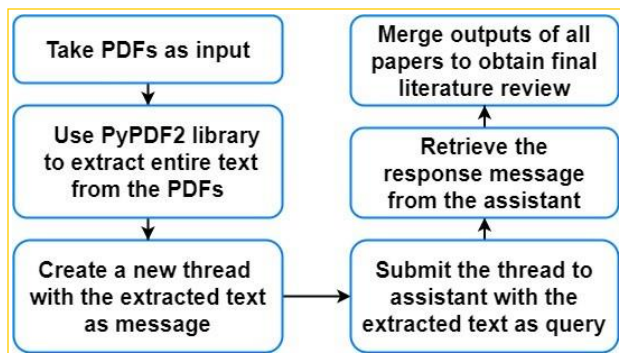 Take PDFs as input
Use PyPDF2 library
to extract entire text
from the PDFs
Create a new thread
with the extracted text
as message
Submit the thread to
assistant with the
extracted text as query
Retrieve the
response message
from the assistant
Merge outputs of all
papers to obtain final
literature review